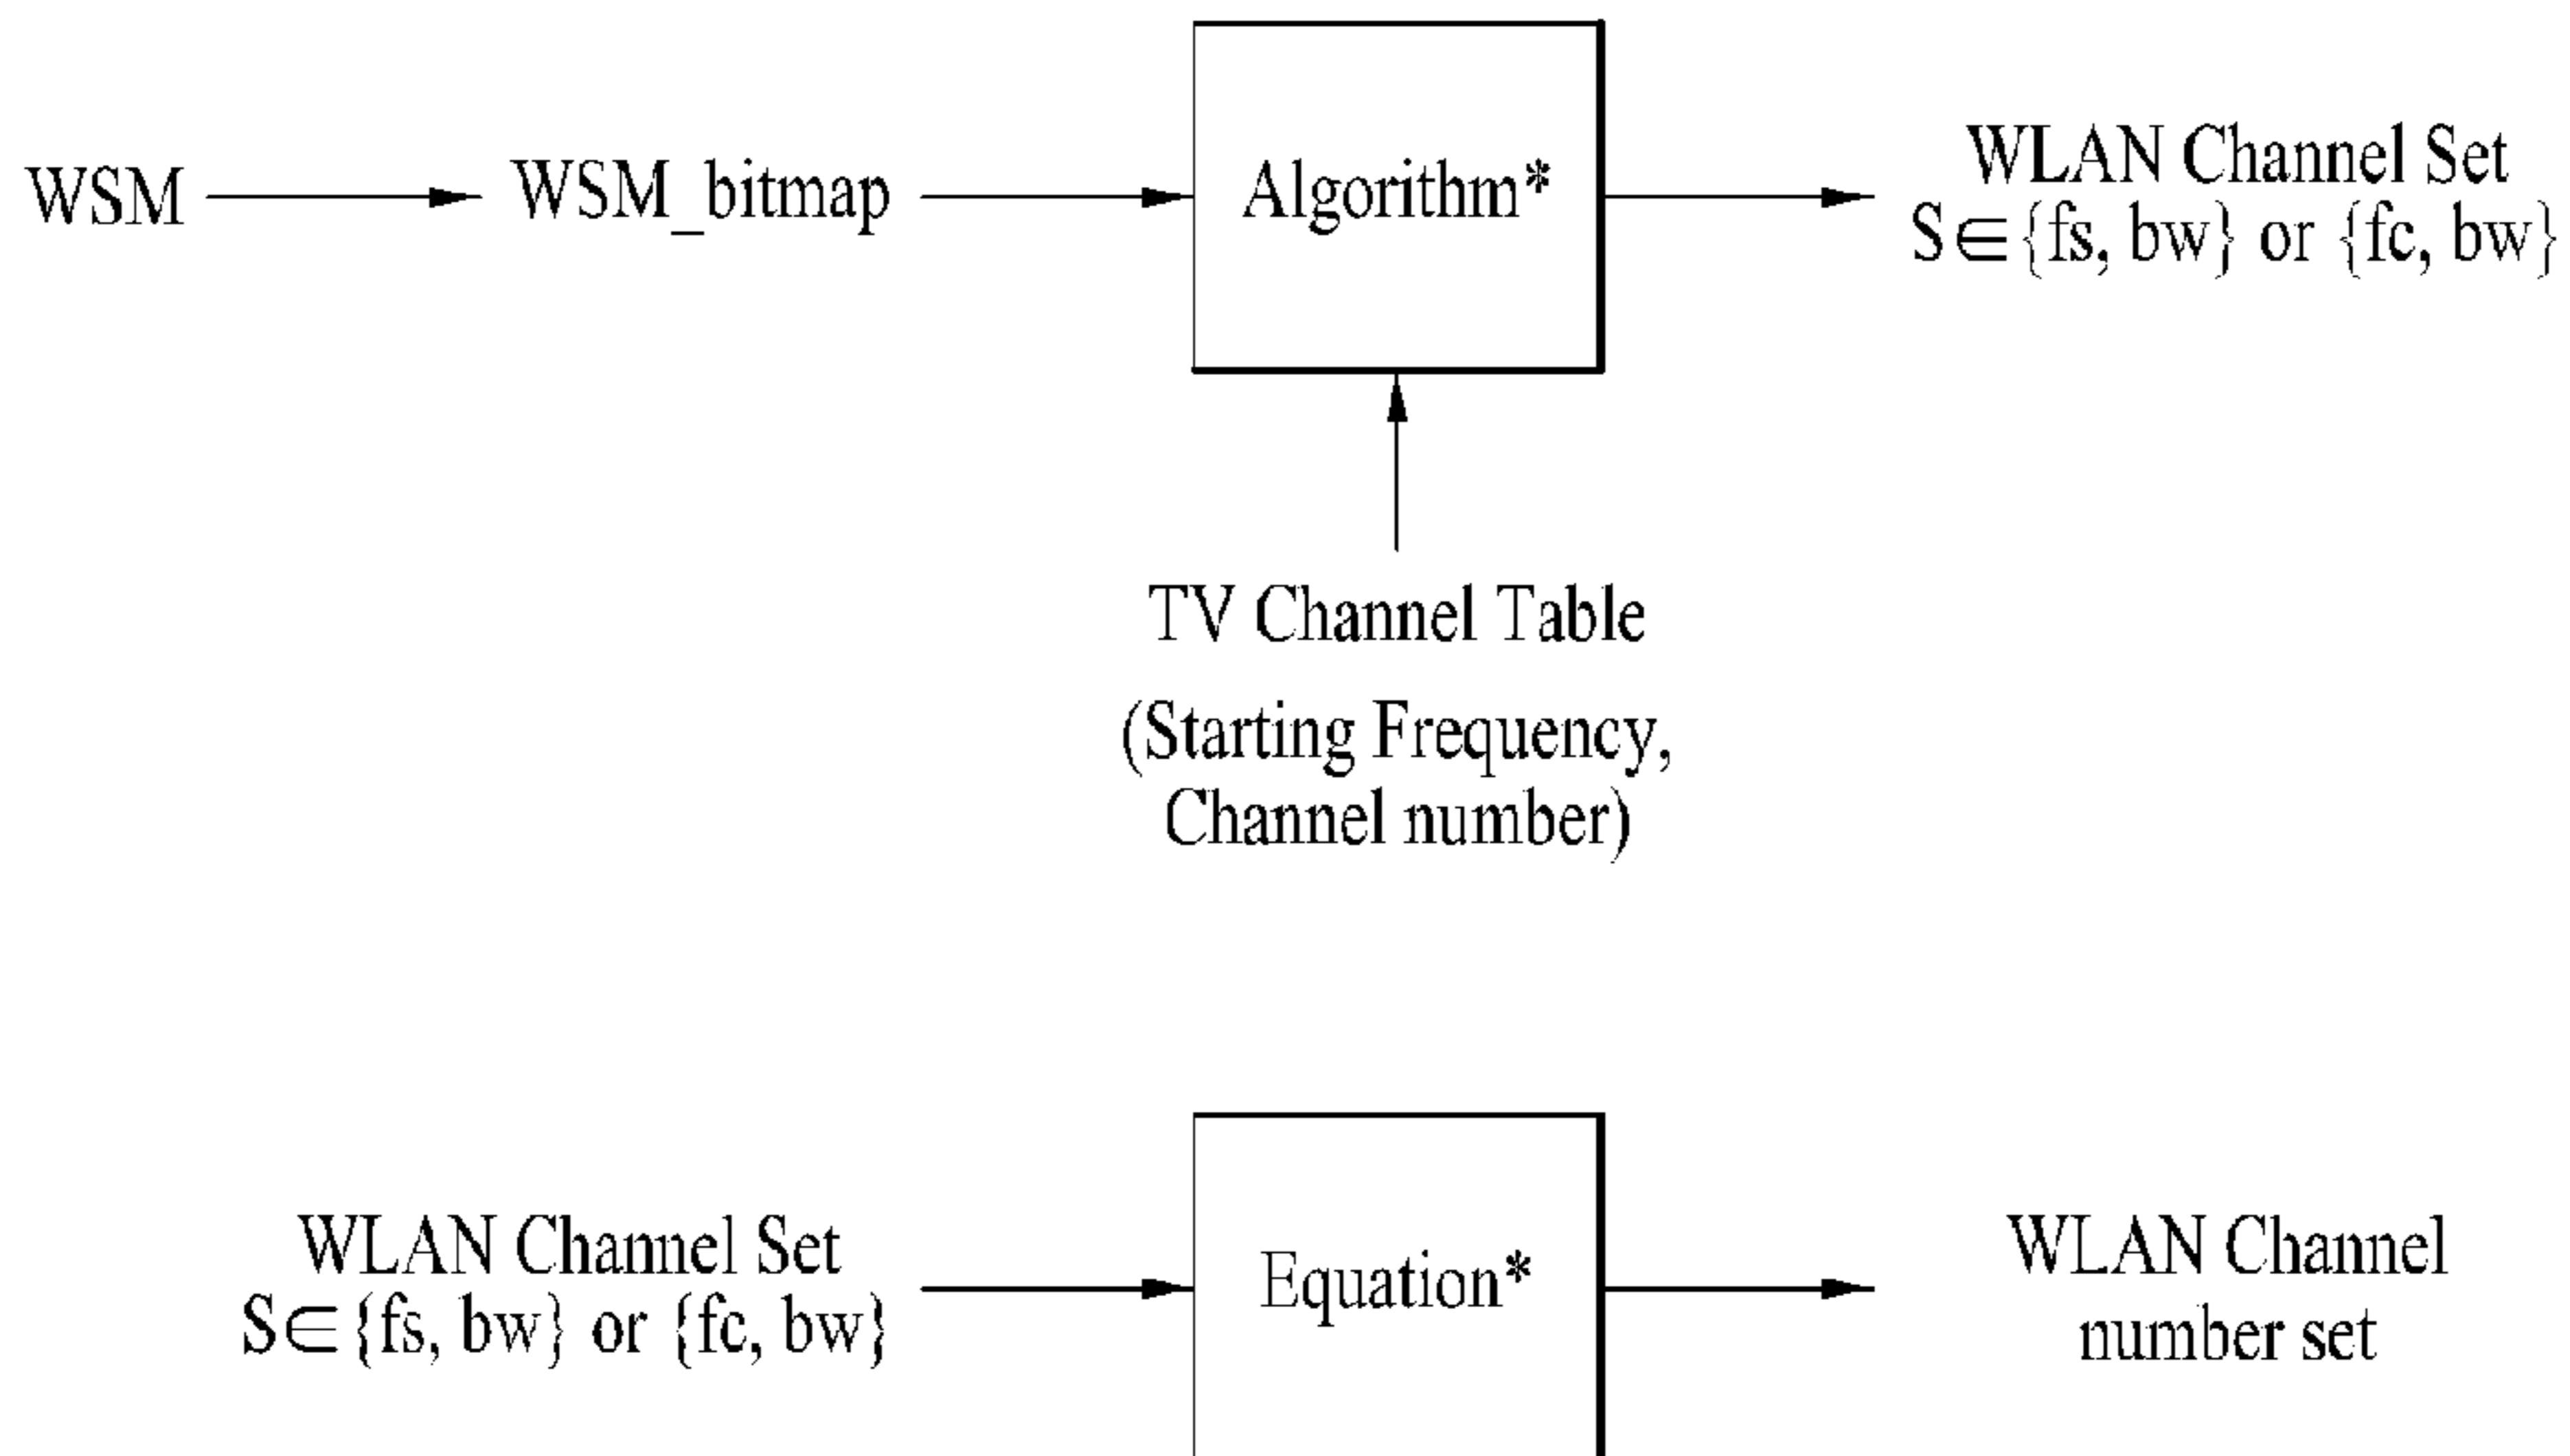 WSM
WSM_bitmap
Algorithm*
WLAN Channel Set
S∈{fs, bw} or {fc, bw}
TV Channel Table
(Starting Frequency,
Channel number)
WLAN Channel Set
S∈{fs, bw} or {fc, bw}
Equation*
WLAN Channel
number set